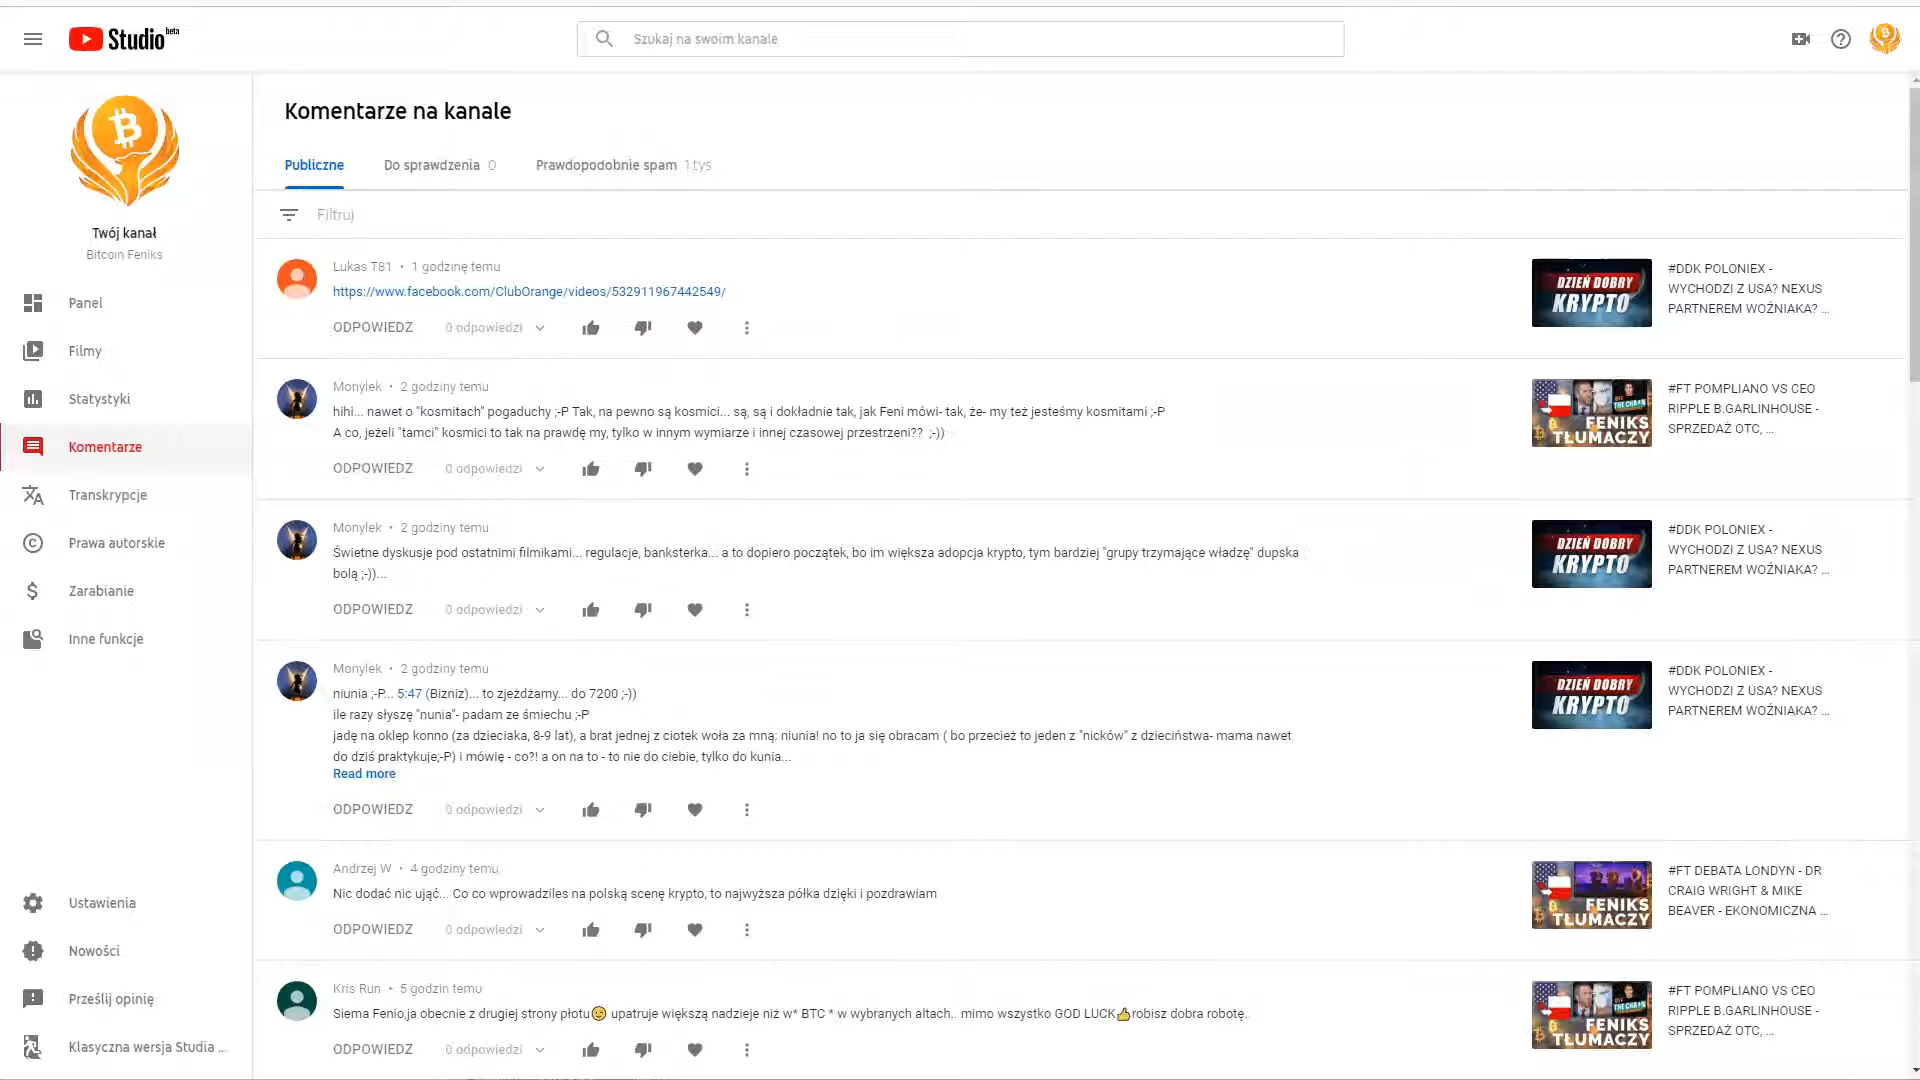 Studio beta
Szukaj na swoim kanale
Twój kanał
Bitcoin Feniks
Panel
Filmy
Statystyki
Komentarze
Transkrypcje
Prawa autorskie
Zarabianie
Inne funkcje
Ustawienia
Nowości
Prześlij opinię
Klasyczna wersja Studia ...
Komentarze na kanale
Publiczne
Do sprawdzenia 0
Prawdopodobnie spam 1 tys
Filtruj
Lukas T81 • 1 godzinę temu
https://www.facebook.com/ClubOrange/videos/532911967442549/
ODPOWIEDZ 0 odpowiedzi
DZIEŃ DOBRY
KRYPTO
#DDK POLONIEX -
WYCHODZI Z USA? NEXUS
PARTNEREM WOŹNIAKA? ...
Monylek • 2 godziny temu
hihi... nawet o "kosmitach" pogaduchy ;-P Tak, na pewno są kosmici... są, są i dokładnie tak, jak Feni mówi- tak, że- my też jesteśmy kosmitami ;-P
A co, jeżeli "tamci" kosmici to tak na prawdę my, tylko w innym wymiarze i innej czasowej przestrzeni?? ;-))
ODPOWIEDZ 0 odpowiedzi
THE CHAIN
FENIKS
TŁUMACZY
#FT POMPLIANO VS CEO
RIPPLE B.GARLINHOUSE -
SPRZEDAŻ OTC, ...
Monylek • 2 godziny temu
Świetne dyskusje pod ostatnimi filmikami... regulacje, banksterka... a to dopiero początek, bo im większa adopcja krypto, tym bardziej "grupy trzymające władzę" dupska
bolą ;-))...
ODPOWIEDZ 0 odpowiedzi
DZIEŃ DOBRY
KRYPTO
#DDK POLONIEX -
WYCHODZI Z USA? NEXUS
PARTNEREM WOŹNIAKA? ...
Monylek • 2 godziny temu
niunia ;-P... 5:47 (Bizniz)... to zjeżdżamy... do 7200 ;-))
ile razy słyszę "nunia"- padam ze śmiechu ;-P
jadę na oklep konno (za dzieciaka, 8-9 lat), a brat jednej z ciotek woła za mną: niunia! no to ja się obracam ( bo przecież to jeden z "nicków" z dzieciństwa- mama nawet
do dziś praktykuje;-P) i mówię - co?! a on na to - to nie do ciebie, tylko do kunia...
Read more
ODPOWIEDZ 0 odpowiedzi
DZIEŃ DOBRY
KRYPTO
#DDK POLONIEX -
WYCHODZI Z USA? NEXUS
PARTNEREM WOŹNIAKA? ...
Andrzej W • 4 godziny temu
Nic dodać nic ująć... Co co wprowadziles na polską scenę krypto, to najwyższa półka dzięki i pozdrawiam
ODPOWIEDZ 0 odpowiedzi
FENIKS
TŁUMACZY
#FT DEBATA LONDYN - DR
CRAIG WRIGHT & MIKE
BEAVER - EKONOMICZNA ...
Kris Run • 5 godzin temu
Siema Fenio,ja obecnie z drugiej strony płotu😉 upatruje większą nadzieje niż w* BTC * w wybranych altach.. mimo wszystko GOD LUCK👍robisz dobra robotę..
ODPOWIEDZ 0 odpowiedzi
THE CHAIN
FENIKS
TŁUMACZY
#FT POMPLIANO VS CEO
RIPPLE B.GARLINHOUSE -
SPRZEDAŻ OTC, ...